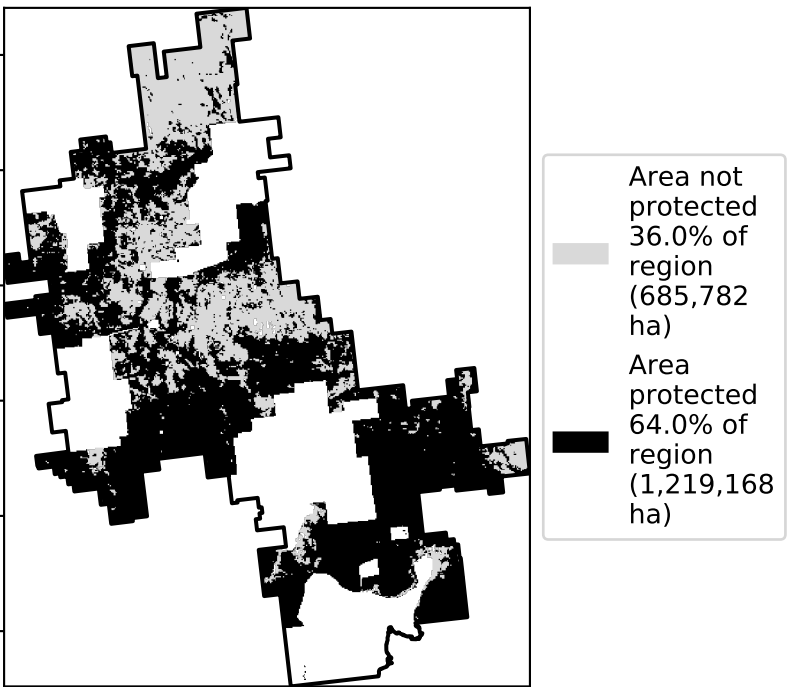 Area not
protected
36.0% of
region
(685,782
ha)
Area
protected
64.0% of
region
(1,219,168
ha)